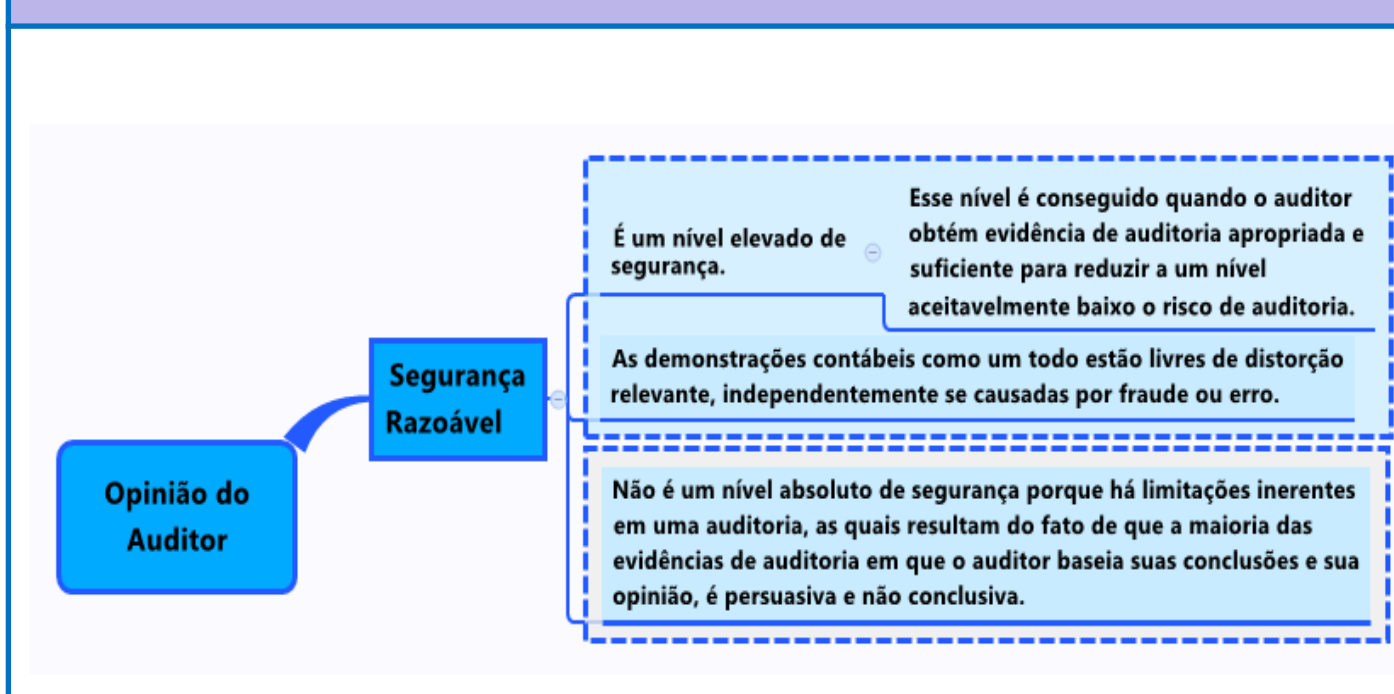 Opinião do
Auditor
Segurança
Razoável
É um nível elevado de
segurança.
Esse nível é conseguido quando o auditor
obtém evidência de auditoria apropriada e
suficiente para reduzir a um nível
aceitavelmente baixo o risco de auditoria.
As demonstrações contábeis como um todo estão livres de distorção
relevante, independentemente se causadas por fraude ou erro.
Não é um nível absoluto de segurança porque há limitações inerentes
em uma auditoria, as quais resultam do fato de que a maioria das
evidências de auditoria em que o auditor baseia suas conclusões e sua
opinião, é persuasiva e não conclusiva.